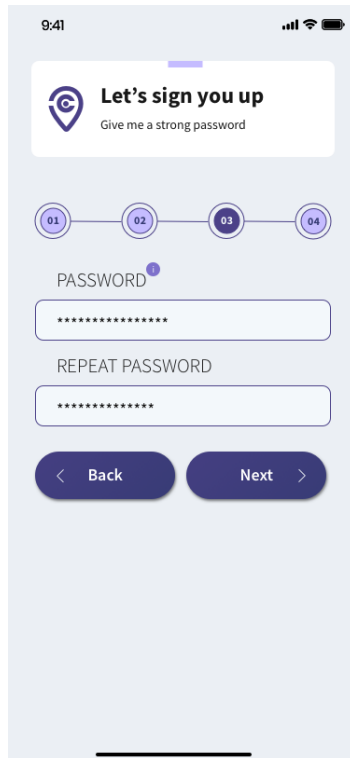 9:41
Let’s sign you up
Give me a strong password
01 02 03 04
PASSWORD i
****************
REPEAT PASSWORD
**************
Back Next